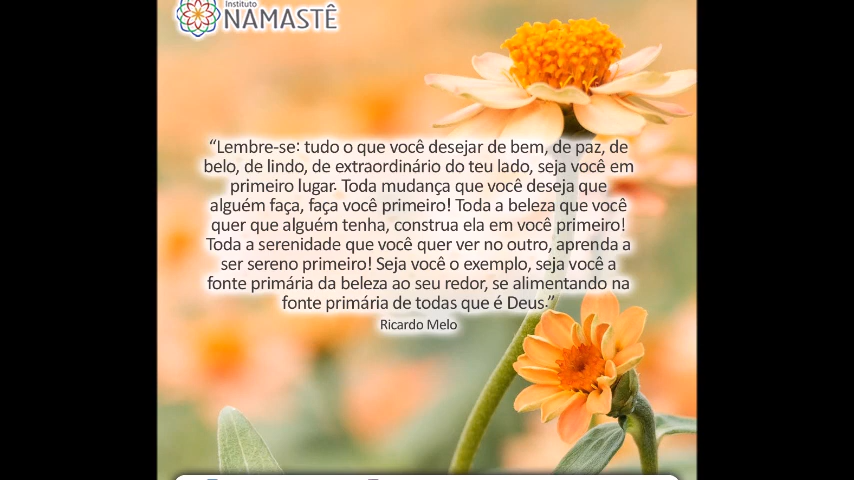 Instituto
NAMASTÊ
“Lembre-se: tudo o que você desejar de bem, de paz, de
belo, de lindo, de extraordinário do teu lado, seja você em
primeiro lugar. Toda mudança que você deseja que
alguém faça, faça você primeiro! Toda a beleza que você
quer que alguém tenha, construa ela em você primeiro!
Toda a serenidade que você quer ver no outro, aprenda a
ser sereno primeiro! Seja você o exemplo, seja você a
fonte primária da beleza ao seu redor, se alimentando na
fonte primária de todas que é Deus.”
Ricardo Melo